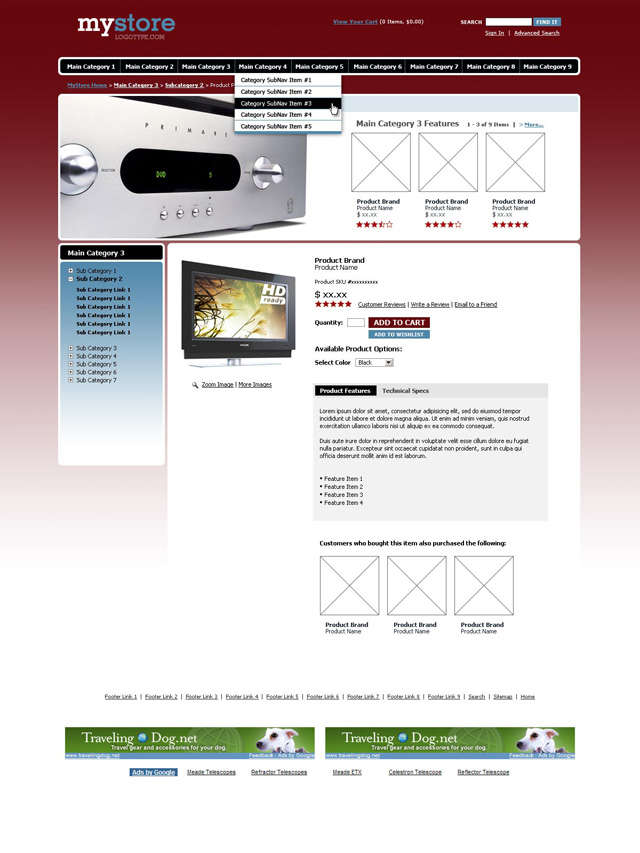 mystore
LOGOTYPE.COM
View Your Cart (0 Items, $0.00)
SEARCH FIND IT
Sign In | Advanced Search
Main Category 1 Main Category 2 Main Category 3 Main Category 4 Main Category 5 Main Category 6 Main Category 7 Main Category 8 Main Category 9
Category SubNav Item #1
Category SubNav Item #2
Category SubNav Item #3
Category SubNav Item #4
Category SubNav Item #5
MyStore Home > Main Category 3 > Subcategory 2 > Product P
PRIMARE
DVD 5
Main Category 3 Features 1 - 3 of 9 Items | > More...
Product Brand Product Brand Product Brand
Product Name Product Name Product Name
$ xx.xx $ xx.xx $ xx.xx
Main Category 3
Sub Category 1
Sub Category 2
Sub Category Link 1
Sub Category Link 1
Sub Category Link 1
Sub Category Link 1
Sub Category Link 1
Sub Category Link 1
Sub Category 3
Sub Category 4
Sub Category 5
Sub Category 6
Sub Category 7
HD
ready
Zoom Image | More Images
Product Brand
Product Name
Product SKU #xxxxxxxxxx
$ xx.xx
Customer Reviews | Write a Review | Email to a Friend
Quantity: ADD TO CART
ADD TO WISHLIST
Available Product Options:
Select Color Black
Product Features Technical Specs
Lorem ipsum dolor sit amet, consectetur adipisicing elit, sed do eiusmod tempor
incididunt ut labore et dolore magna aliqua. Ut enim ad minim veniam, quis nostrud
exercitation ullamco laboris nisi ut aliquip ex ea commodo consequat.
Duis aute irure dolor in reprehenderit in voluptate velit esse cillum dolore eu fugiat
nulla pariatur. Excepteur sint occaecat cupidatat non proident, sunt in culpa qui
officia deserunt mollit anim id est laborum.
• Feature Item 1
• Feature Item 2
• Feature Item 3
• Feature Item 4
Customers who bought this item also purchased the following:
Product Brand Product Brand Product Brand
Product Name Product Name Product Name
Footer Link 1 | Footer Link 2 | Footer Link 3 | Footer Link 4 | Footer Link 5 | Footer Link 6 | Footer Link 7 | Footer Link 8 | Footer Link 9 | Search | Sitemap | Home
Traveling Dog.net Traveling Dog.net
Travel gear and accessories for your dog. Travel gear and accessories for your dog.
www.travelingdog.net Feedback - Ads by Google www.travelingdog.net Feedback - Ads by Google
Ads by Google Meade Telescopes Refractor Telescopes Meade ETX Celestron Telescope Reflector Telescope